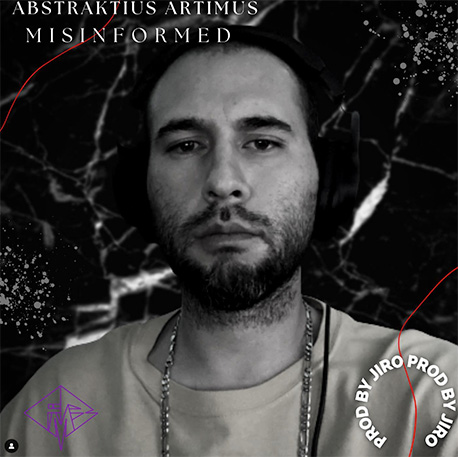 ABSTRAKTIUS ARTIMUS
MISINFORMED
PROD BY JIRO PROD BY JIRO